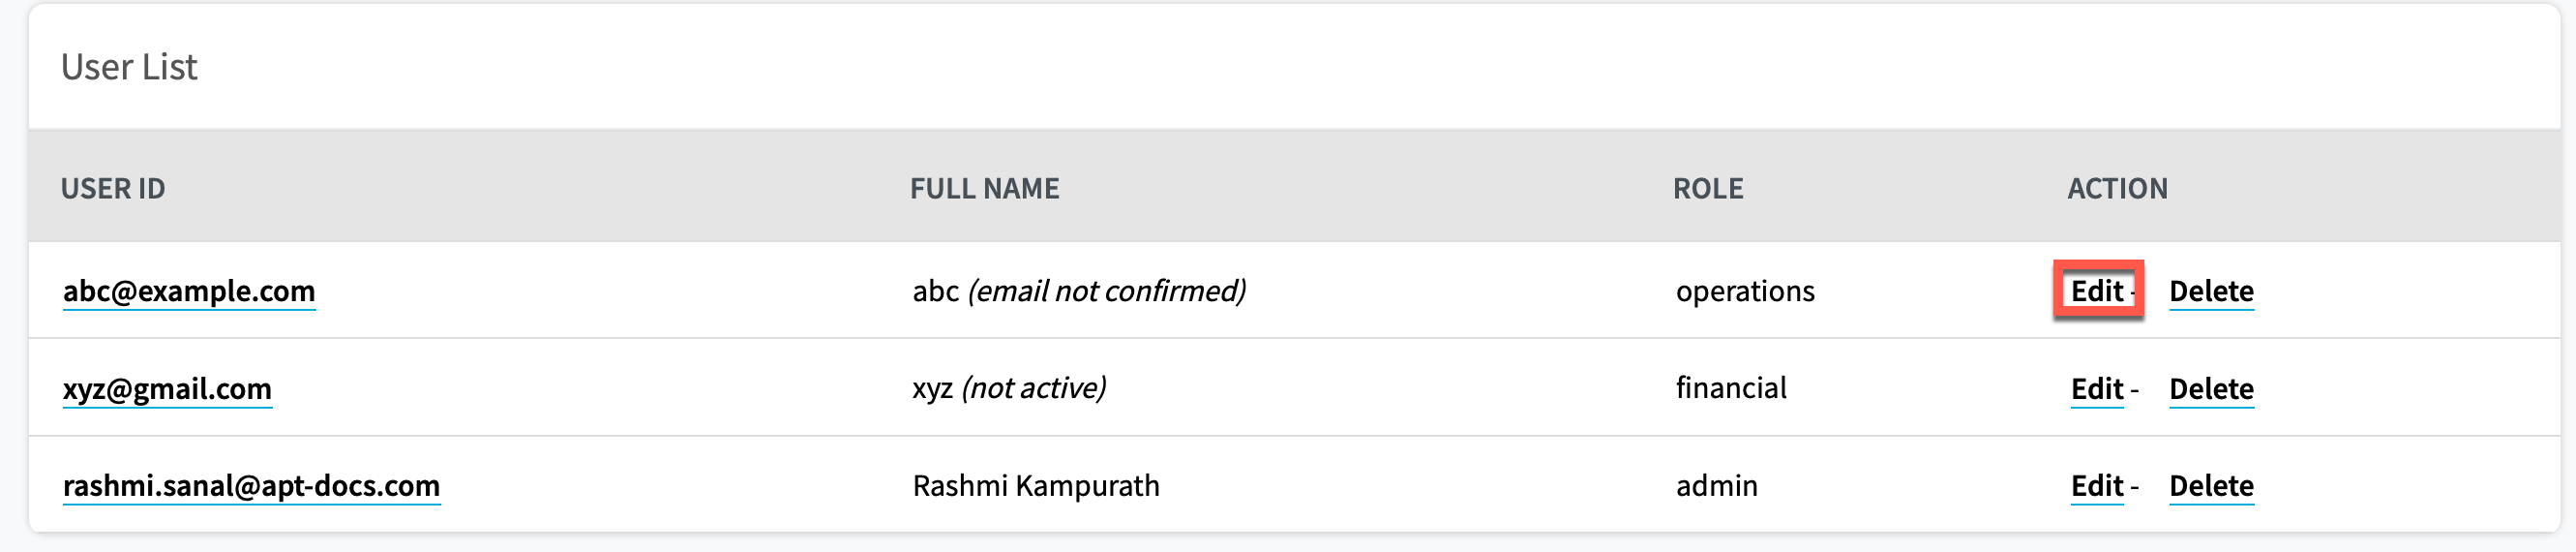 User List
USER ID FULL NAME ROLE ACTION
abc@example.com abc (email not confirmed) operations Edit - Delete
xyz@gmail.com xyz (not active) financial Edit - Delete
rashmi.sanal@apt-docs.com Rashmi Kampurath admin Edit - Delete